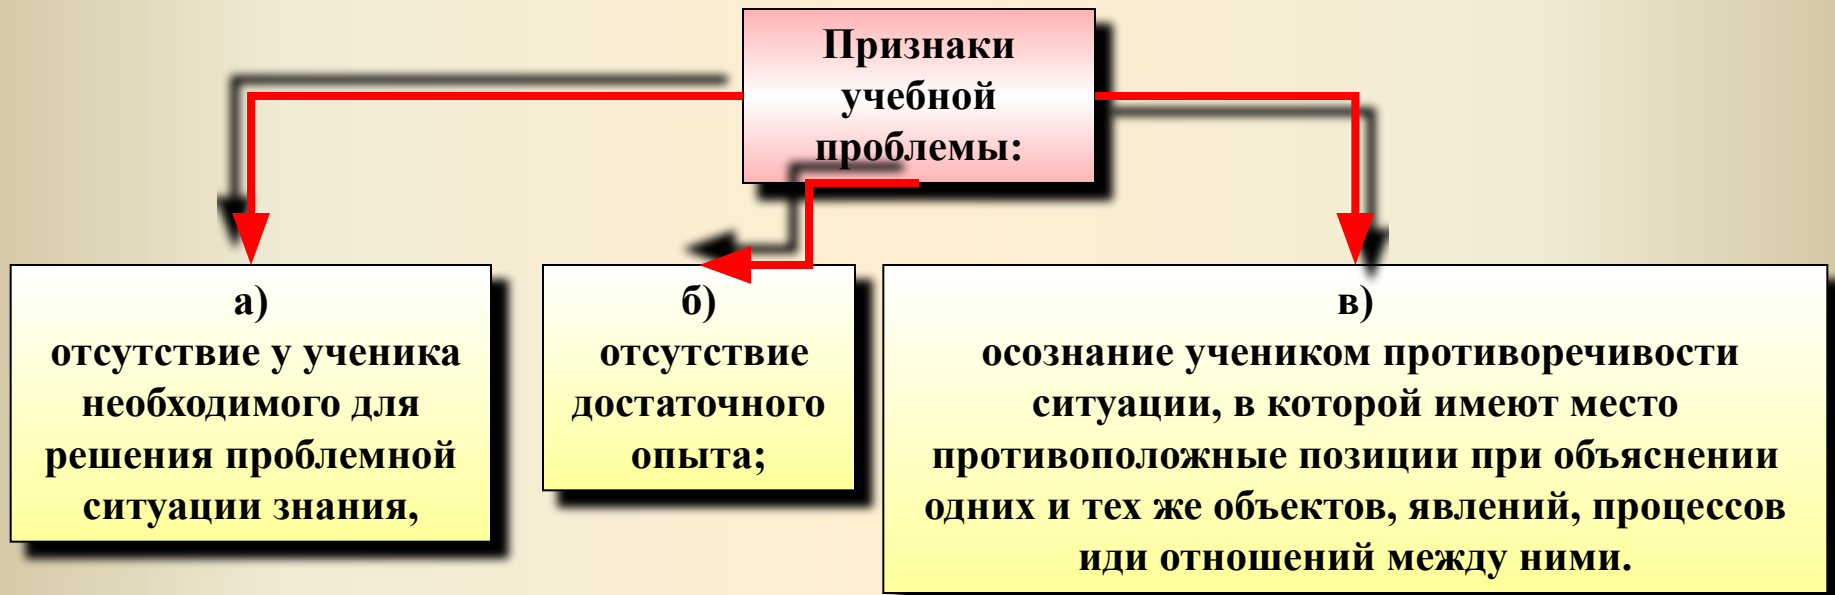 Признаки
учебной
проблемы:
а)
отсутствие у ученика
необходимого для
решения проблемной
ситуации знания,
б)
отсутствие
достаточного
опыта;
в)
осознание учеником противоречивости
ситуации, в которой имеют место
противоположные позиции при объяснении
одних и тех же объектов, явлений, процессов
иди отношений между ними.